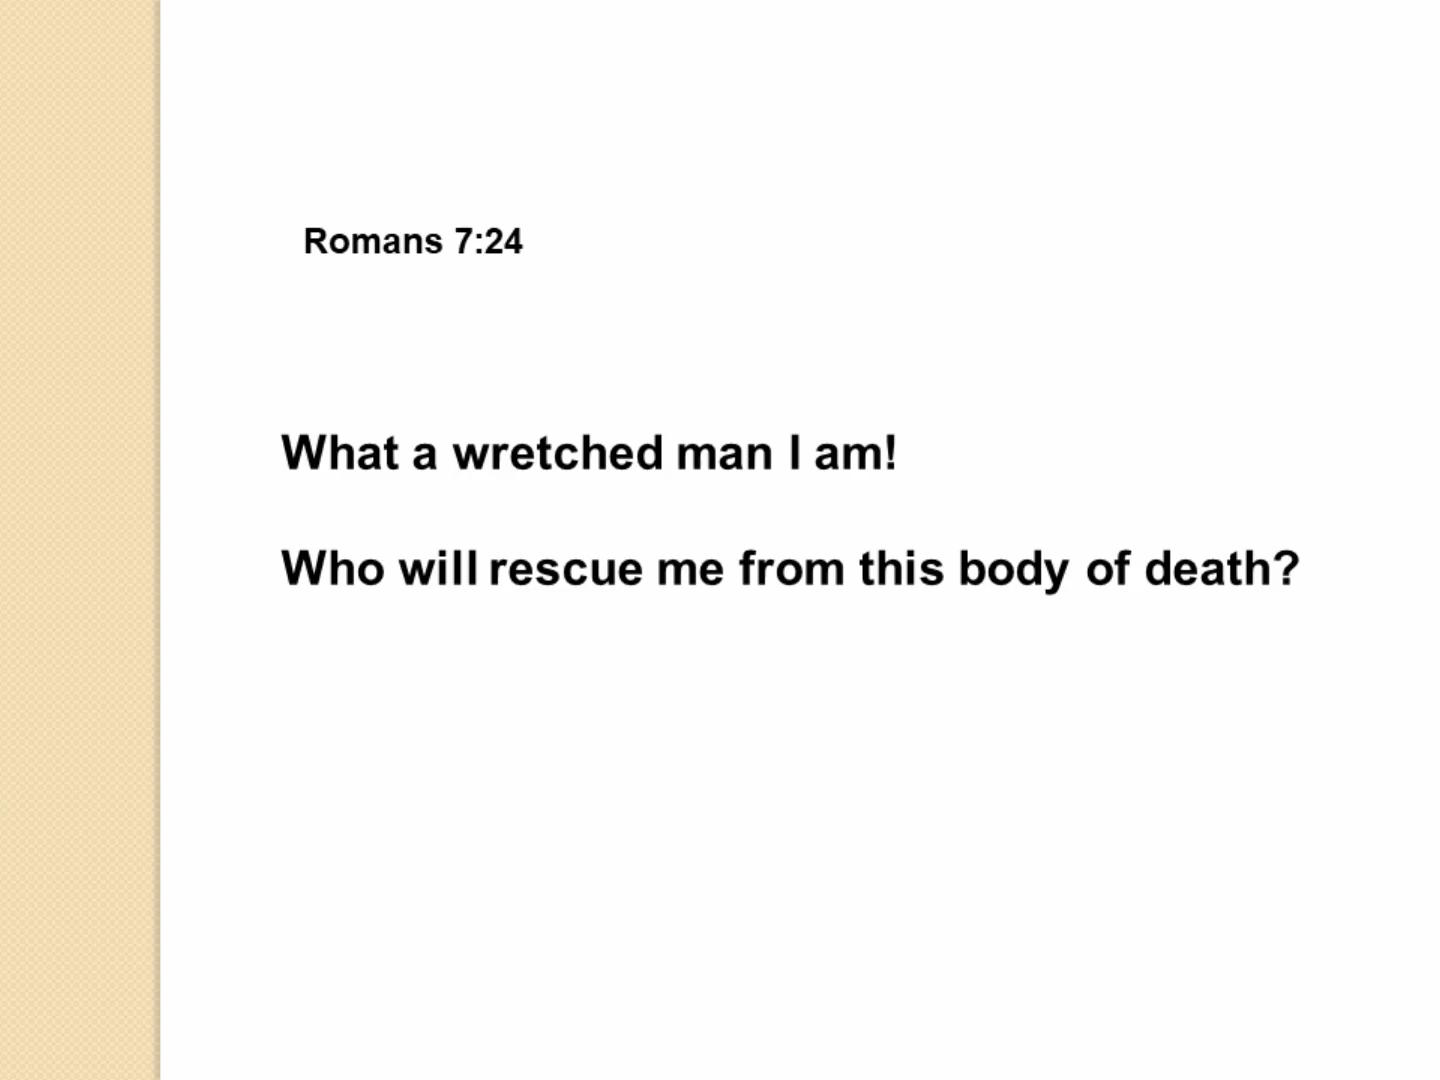 Romans 7:24
What a wretched man I am!
Who will rescue me from this body of death?